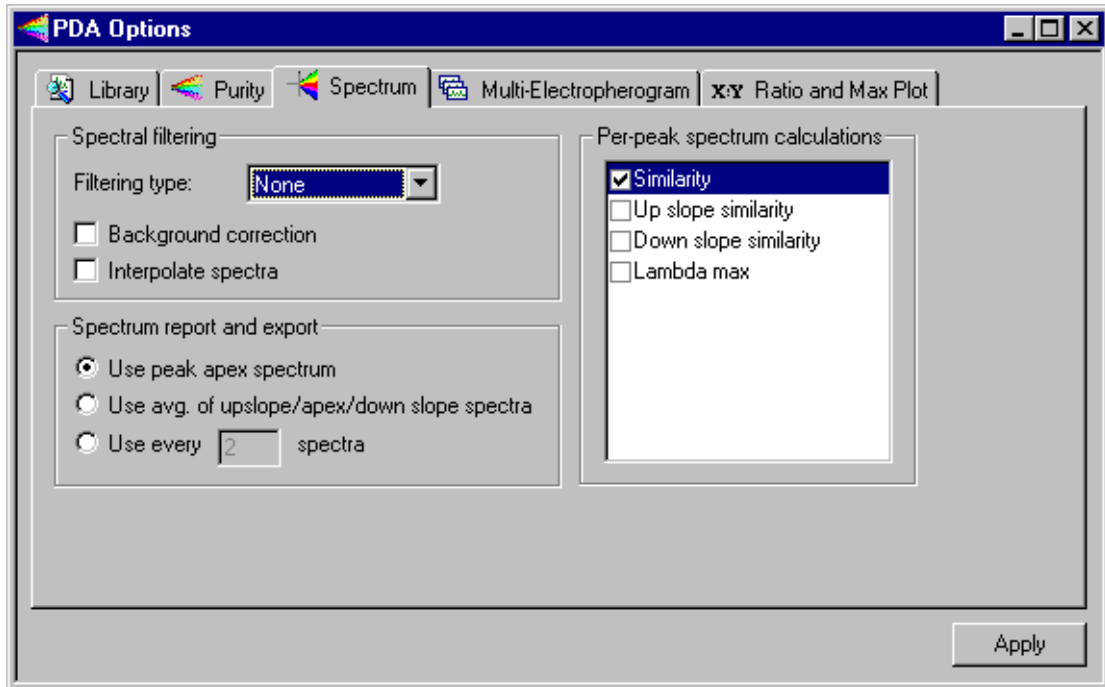 PDA Options
Library
Purity
Spectrum
Multi-Electropherogram
X:Y Ratio and Max Plot
Spectral filtering
Filtering type: None
Background correction
Interpolate spectra
Spectrum report and export
Use peak apex spectrum
Use avg. of upslope/apex/down slope spectra
Use every 2 spectra
Per-peak spectrum calculations
Similarity
Up slope similarity
Down slope similarity
Lambda max
Apply